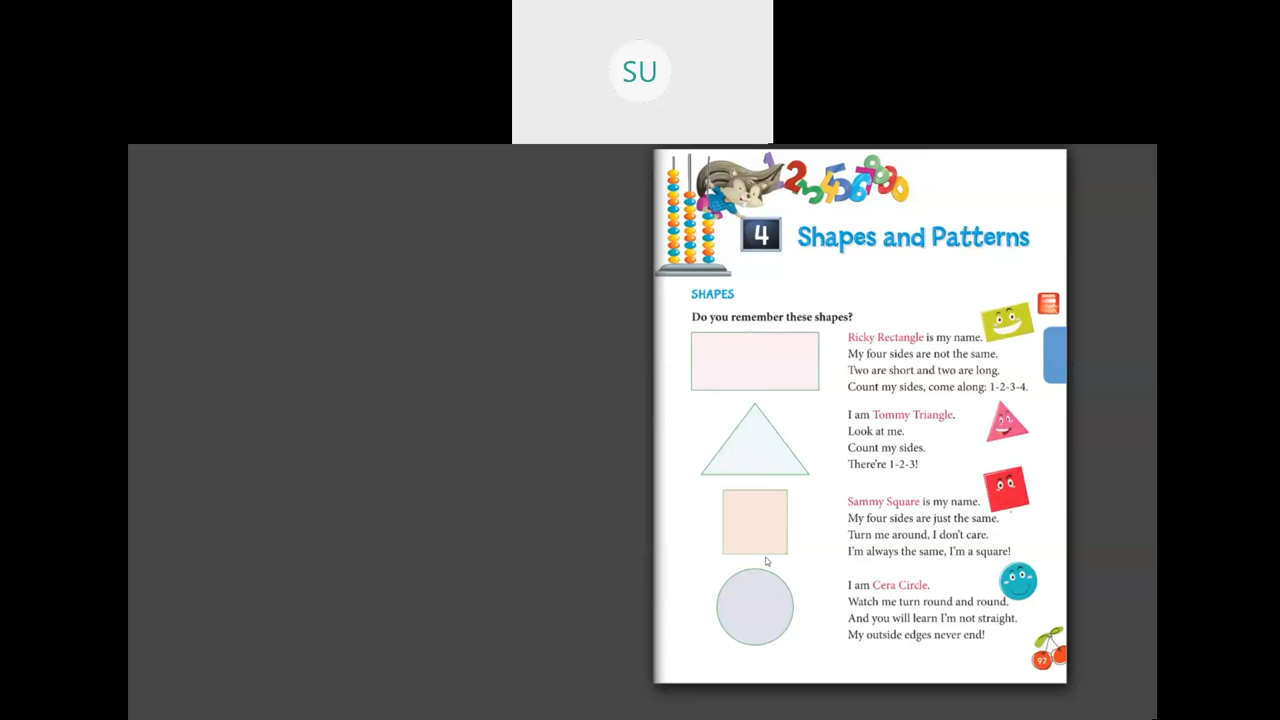 SU
1234567890
4
Shapes and Patterns
SHAPES
Do you remember these shapes?
Ricky Rectangle is my name.
My four sides are not the same.
Two are short and two are long.
Count my sides, come along: 1-2-3-4.
I am Tommy Triangle.
Look at me.
Count my sides.
There're 1-2-3!
Sammy Square is my name.
My four sides are just the same.
Turn me around, I don't care.
I'm always the same, I'm a square!
I am Cera Circle.
Watch me turn round and round.
And you will learn I'm not straight.
My outside edges never end!
97